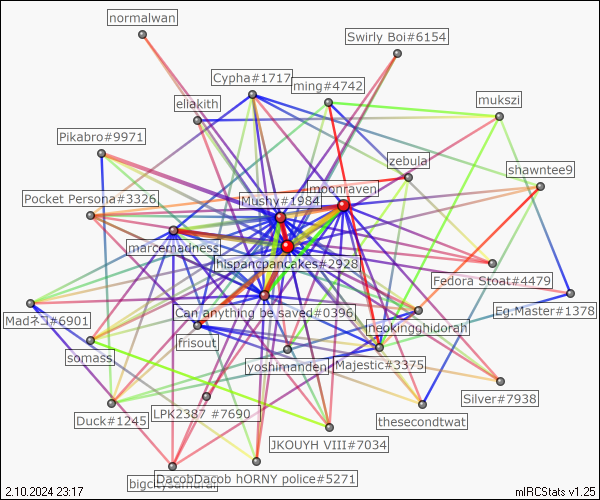 normalwan
Swirly Boi#6154
Cypha#1717
ming#4742
eliakith
mukszi
Pikabro#9971
zebula
shawntee9
Pocket Persona#3326
Mushy#1984
moonraven
marcemadness
hispancpancakes#2928
Fedora Stoat#4479
Can anything be saved#0396
Eg.Master#1378
Madネコ#6901
frisout
neokingghidorah
somass
yoshimanden
Majestic#3375
Silver#7938
Duck#1245
LPK2387 #7690
thesecondtwat
JKOUYH VIII#7034
bigcitysamurai
DacobDacob hORNY police#5271
2.10.2024 23:17
mIRCStats v1.25